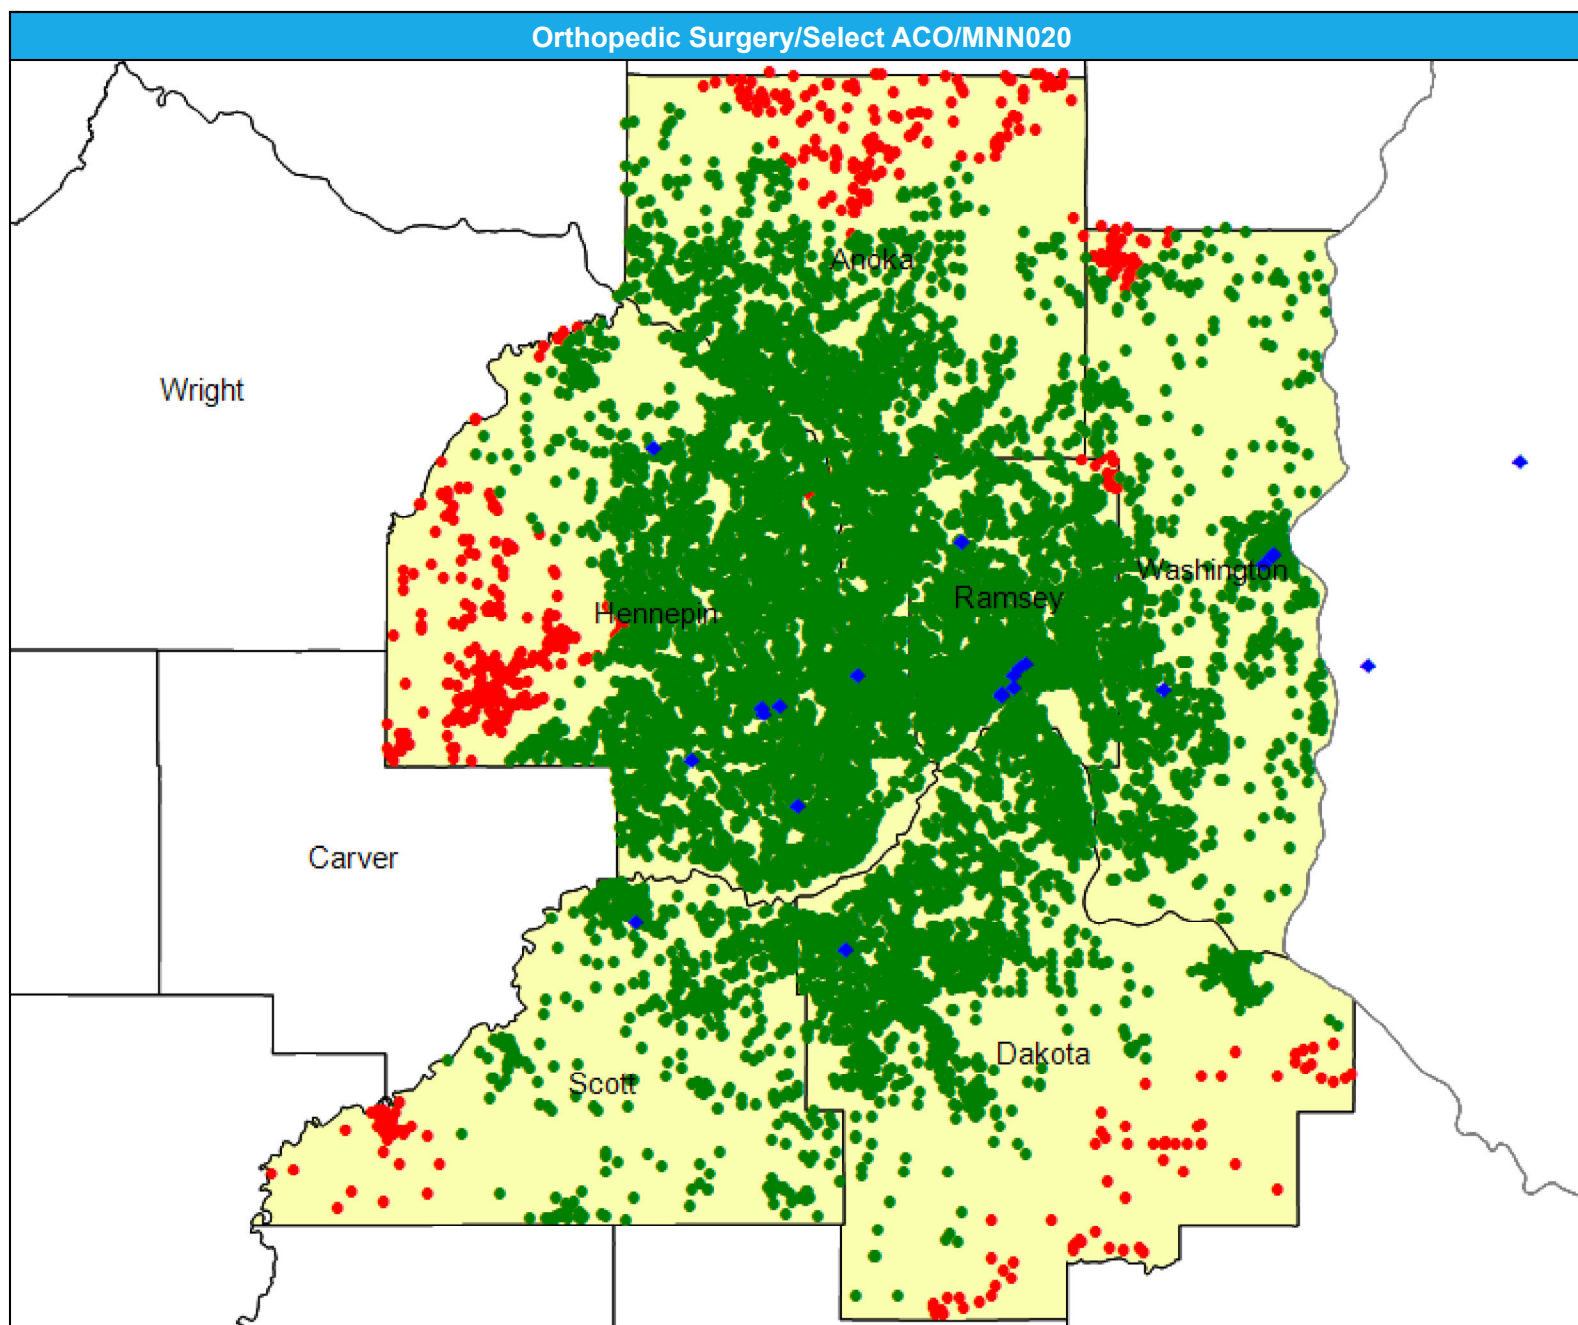 Orthopedic Surgery/Select ACO/MNN020
Anoka
Wright
Washington
Ramsey
Hennepin
Carver
Dakota
Scott